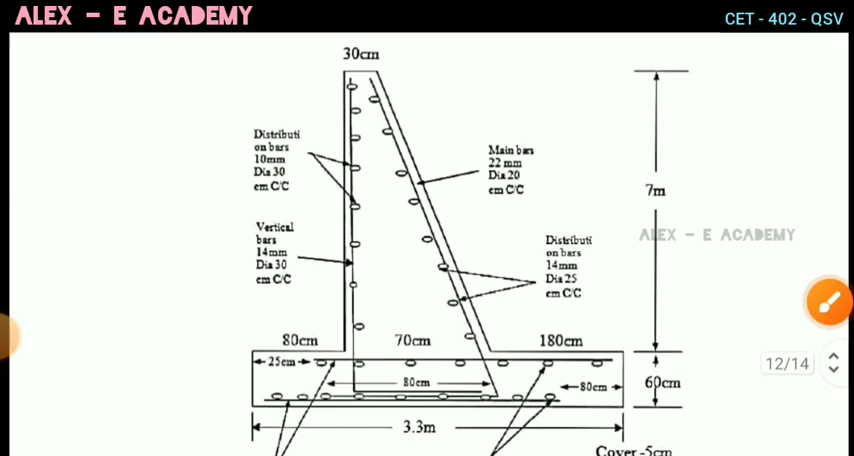 ALEX - E ACADEMY
CET - 402 - QSV
30cm
Distributi
on bars
10mm
Dia 30
cm C/C
Main bars
22 mm
Dia 20
cm C/C
7m
ALEX - E ACADEMY
Vertical
bars
14mm
Dia 30
cm C/C
Distributi
on bars
14mm
Dia 25
cm C/C
80cm
70cm
180cm
25cm
80cm
80cm
60cm
12/14
3.3m
Cover -5cm